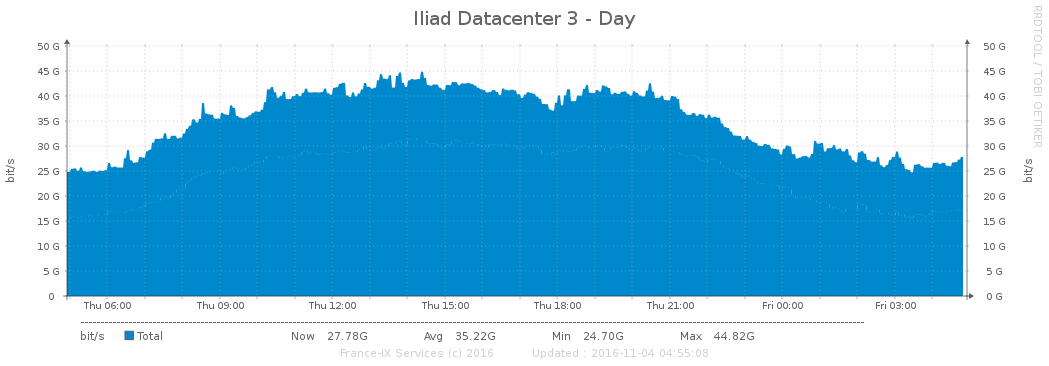 Iliad Datacenter 3 - Day
RRDTOOL / TOBI OETIKER
bit/s
50 G 50 G
45 G 45 G
40 G 40 G
35 G 35 G
30 G 30 G
25 G 25 G
20 G 20 G
15 G 15 G
10 G 10 G
5 G 5 G
0 0 G
bit/s
Thu 06:00 Thu 09:00 Thu 12:00 Thu 15:00 Thu 18:00 Thu 21:00 Fri 00:00 Fri 03:00
bit/s Total Now 27.78G Avg 35.22G Min 24.70G Max 44.82G
France-IX Services (c) 2016 Updated : 2016-11-04 04:55:08